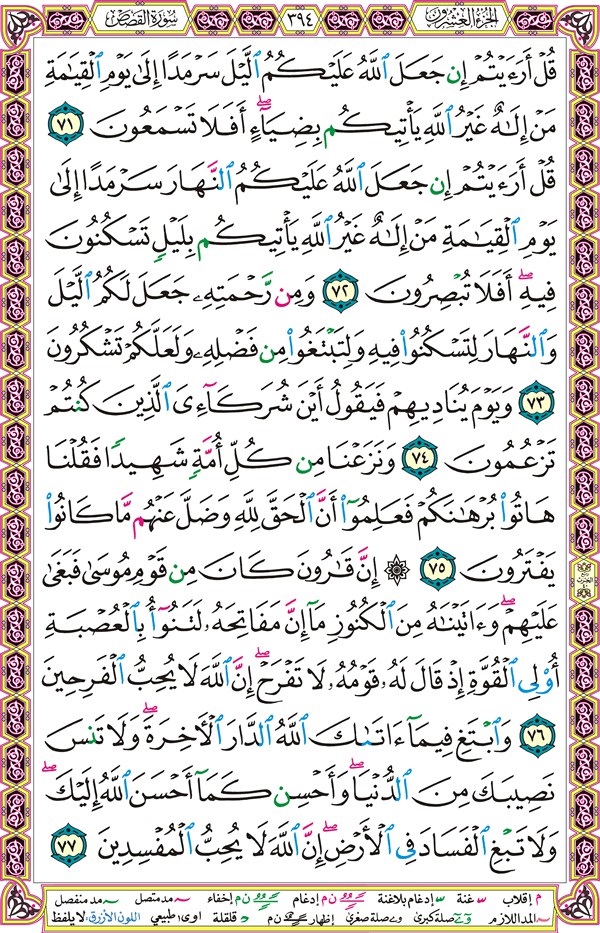 الجزء العشرون
٣٩٤
سورة القصص
قُلْ أَرَءَيْتُمْ إِن جَعَلَ ٱللَّهُ عَلَيْكُمُ ٱلَّيْلَ سَرْمَدًا إِلَىٰ يَوْمِ ٱلْقِيَٰمَةِ
مَنْ إِلَٰهٌ غَيْرُ ٱللَّهِ يَأْتِيكُم بِضِيَآءٍ ۖ أَفَلَا تَسْمَعُونَ ٧١
قُلْ أَرَءَيْتُمْ إِن جَعَلَ ٱللَّهُ عَلَيْكُمُ ٱلنَّهَارَ سَرْمَدًا إِلَىٰ
يَوْمِ ٱلْقِيَٰمَةِ مَنْ إِلَٰهٌ غَيْرُ ٱللَّهِ يَأْتِيكُم بِلَيْلٍ تَسْكُنُونَ
فِيهِ ۖ أَفَلَا تُبْصِرُونَ ٧٢ وَمِن رَّحْمَتِهِۦ جَعَلَ لَكُمُ ٱلَّيْلَ
وَٱلنَّهَارَ لِتَسْكُنُوا۟ فِيهِ وَلِتَبْتَغُوا۟ مِن فَضْلِهِۦ وَلَعَلَّكُمْ تَشْكُرُونَ
٧٣ وَيَوْمَ يُنَادِيهِمْ فَيَقُولُ أَيْنَ شُرَكَآءِىَ ٱلَّذِينَ كُنتُمْ
تَزْعُمُونَ ٧٤ وَنَزَعْنَا مِن كُلِّ أُمَّةٍ شَهِيدًا فَقُلْنَا
هَاتُوا۟ بُرْهَٰنَكُمْ فَعَلِمُوٓا۟ أَنَّ ٱلْحَقَّ لِلَّهِ وَضَلَّ عَنْهُم مَّا كَانُوا۟
يَفْتَرُونَ ٧٥ ۞ إِنَّ قَٰرُونَ كَانَ مِن قَوْمِ مُوسَىٰ فَبَغَىٰ
عَلَيْهِمْ ۖ وَءَاتَيْنَٰهُ مِنَ ٱلْكُنُوزِ مَآ إِنَّ مَفَاتِحَهُۥ لَتَنُوٓأُ بِٱلْعُصْبَةِ
أُو۟لِى ٱلْقُوَّةِ إِذْ قَالَ لَهُۥ قَوْمُهُۥ لَا تَفْرَحْ ۖ إِنَّ ٱللَّهَ لَا يُحِبُّ ٱلْفَرِحِينَ
٧٦ وَٱبْتَغِ فِيمَآ ءَاتَىٰكَ ٱللَّهُ ٱلدَّارَ ٱلْءَاخِرَةَ ۖ وَلَا تَنسَ
نَصِيبَكَ مِنَ ٱلدُّنْيَا ۖ وَأَحْسِن كَمَآ أَحْسَنَ ٱللَّهُ إِلَيْكَ ۖ
وَلَا تَبْغِ ٱلْفَسَادَ فِى ٱلْأَرْضِ ۖ إِنَّ ٱللَّهَ لَا يُحِبُّ ٱلْمُفْسِدِينَ ٧٧
م إقلاب غنة إدغام بلاغنة ن م إدغام ن م إخفاء مد متصل مد منفصل
المد اللازم صلة كبرى صلة صغرى إظهار ن م قلقلة اوى طبيعي اللون الأزرق لا يلفظ